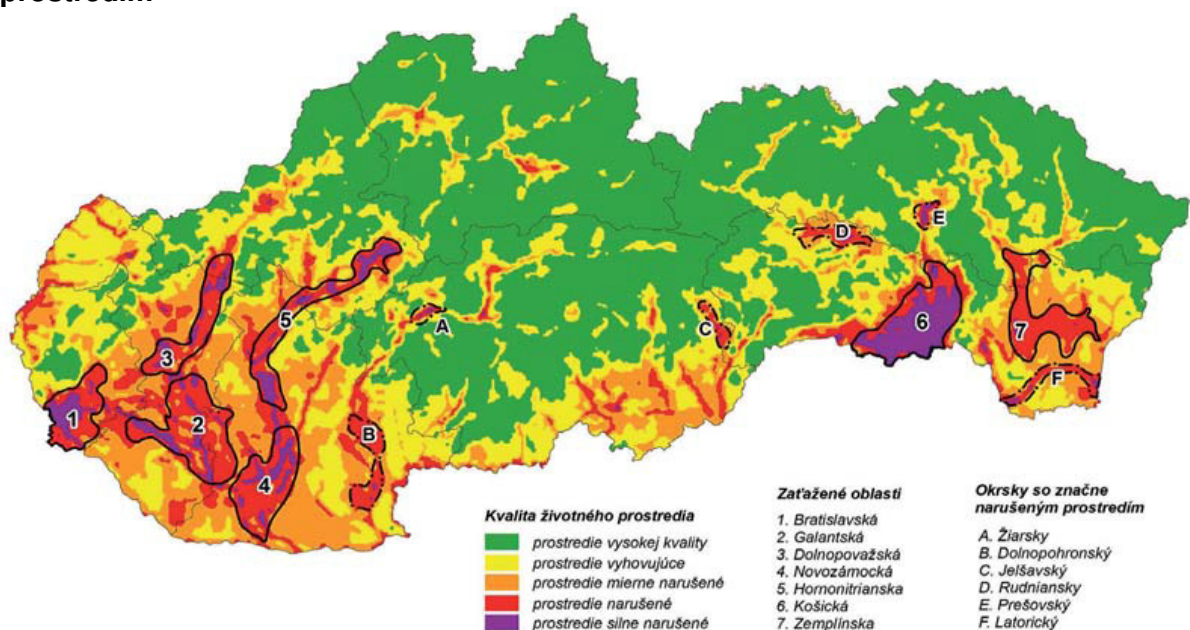 prostredím
E
D
A
5
C
6
3
7
F
1
2
B
4
Kvalita životného prostredia
prostredie vysokej kvality
prostredie vyhovujúce
prostredie mierne narušené
prostredie narušené
prostredie silne narušené
Zaťažené oblasti
1. Bratislavská
2. Galantská
3. Dolnopovažská
4. Novozámocká
5. Hornonitrianska
6. Košická
7. Zemplínska
Okrsky so značne
narušeným prostredím
A. Žiarsky
B. Dolnopohronský
C. Jelšavský
D. Rudniansky
E. Prešovský
F. Latorický